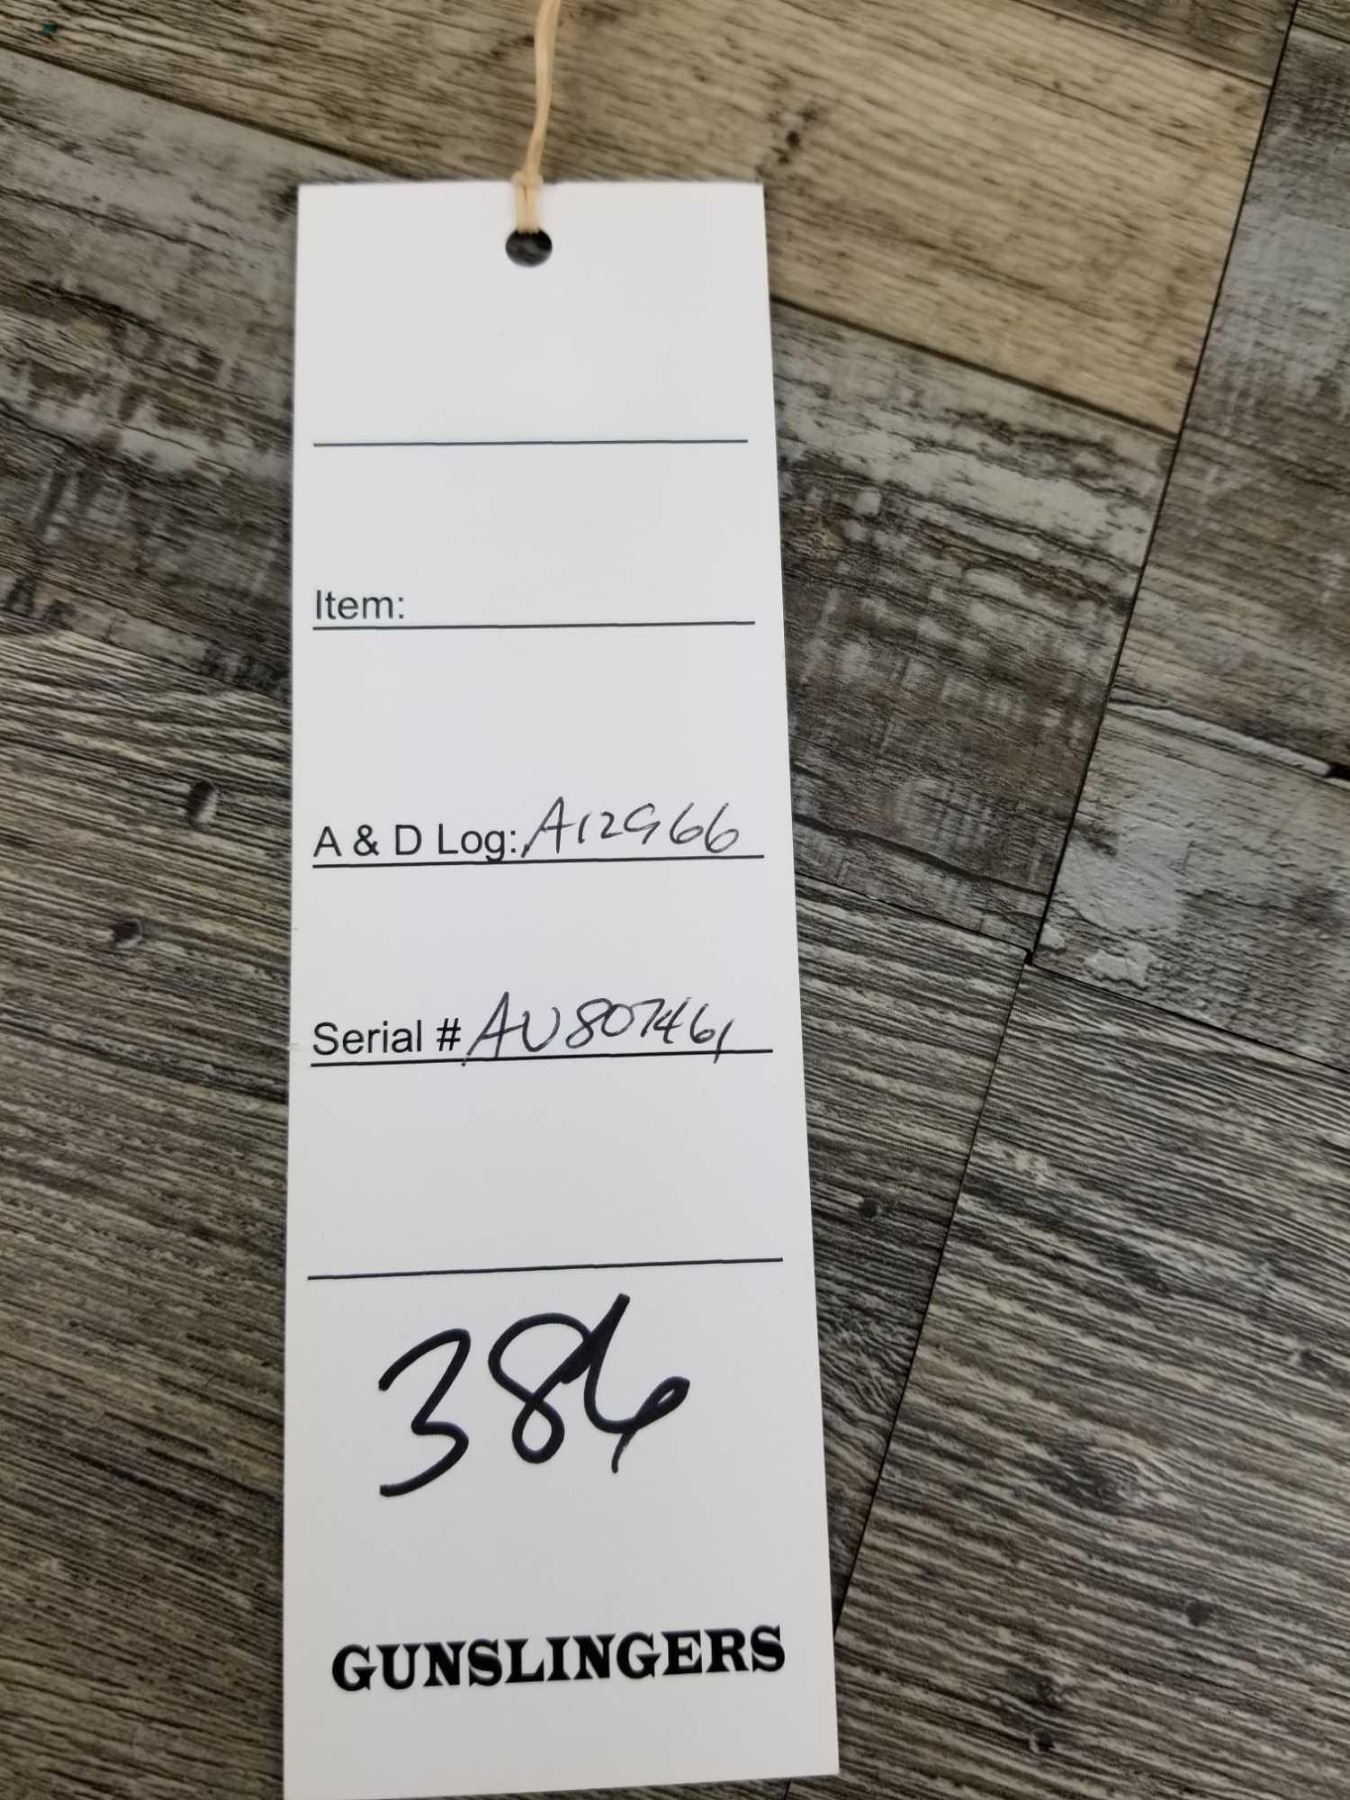 Item:
A & D Log: A12966
Serial # AU807461
386
GUNSLINGERS